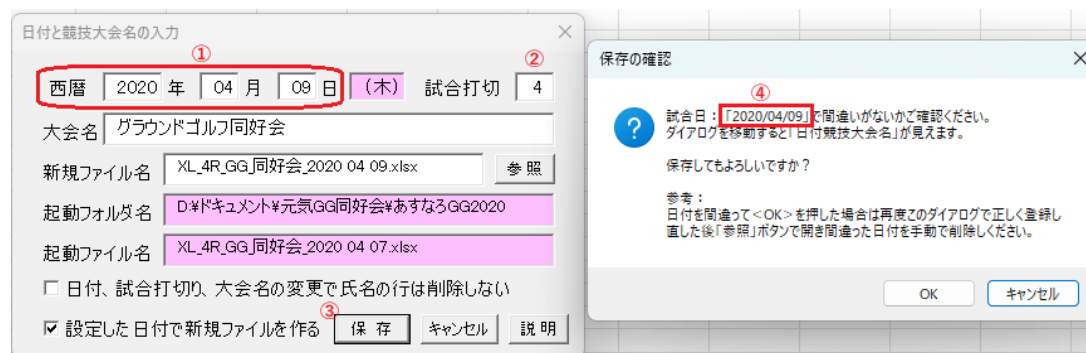 日付と競技大会名の入力
①
②
西暦 2020 年 04 月 09 日 (木) 試合打切 4
大会名 グラウンドゴルフ同好会
新規ファイル名 XL_4R_GG_同好会_2020 04 09.xlsx 参照
起動フォルダ名 D:¥ドキュメント¥元気GG同好会¥あすなろGG2020
起動ファイル名 XL_4R_GG_同好会_2020 04 07.xlsx
日付、試合打切り、大会名の変更で氏名の行は削除しない
③
設定した日付で新規ファイルを作る 保存 キャンセル 説明
保存の確認
④
試合日：「2020/04/09」で間違いがないかご確認ください。
ダイアログを移動すると「日付競技大会名」が見えます。
保存してもよろしいですか？
参考：
日付を間違って＜OK＞を押した場合は再度このダイアログで正しく登録し
直した後「参照」ボタンで開き間違った日付を手動で削除しください。
OK キャンセル